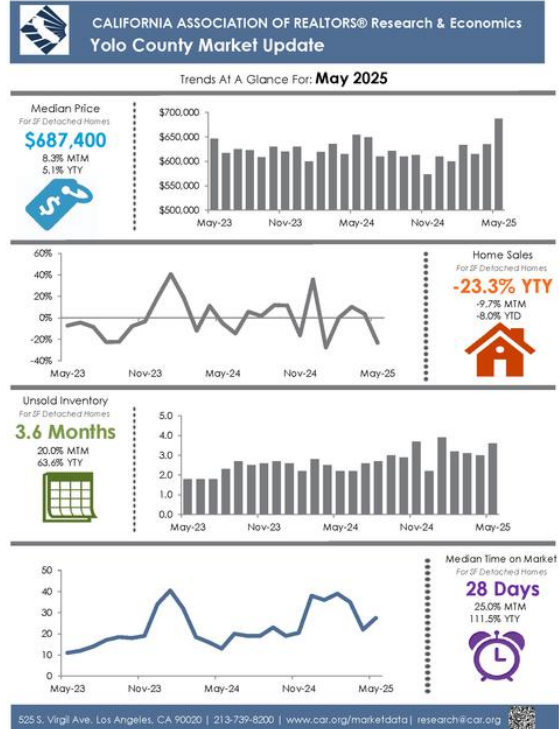 CALIFORNIA ASSOCIATION OF REALTORS® Research & Economics
Yolo County Market Update
Trends At A Glance For: May 2025
Median Price
For SF Detached Homes
$687,400
8.3% MTM
5.1% YTY
$
$700,000
$650,000
$600,000
$550,000
$500,000
May-23 Nov-23 May-24 Nov-24 May-25
60%
40%
20%
0%
-20%
-40%
May-23 Nov-23 May-24 Nov-24 May-25
Home Sales
For SF Detached Homes
-23.3% YTY
-9.7% MTM
-8.0% YTD
Unsold Inventory
For SF Detached Homes
3.6 Months
20.0% MTM
63.6% YTY
5.0
4.0
3.0
2.0
1.0
0.0
May-23 Nov-23 May-24 Nov-24 May-25
50
40
30
20
10
0
May-23 Nov-23 May-24 Nov-24 May-25
Median Time on Market
For SF Detached Homes
28 Days
25.0% MTM
111.5% YTY
525 S. Virgil Ave. Los Angeles, CA 90020 | 213-739-8200 | www.car.org/marketdata| research@car.org